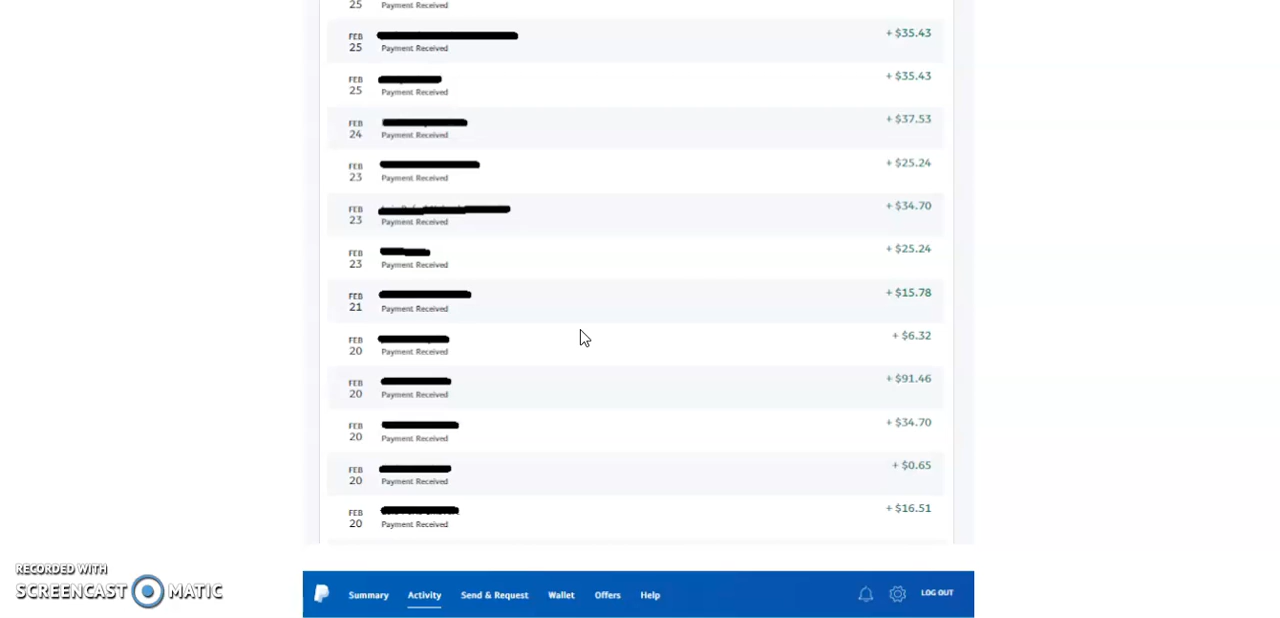 25
Payment Received
FEB
25
Payment Received
+ $35.43
FEB
25
Payment Received
+ $35.43
FEB
24
Payment Received
+ $37.53
FEB
23
Payment Received
+ $25.24
FEB
23
Payment Received
+ $34.70
FEB
23
Payment Received
+ $25.24
FEB
21
Payment Received
+ $15.78
FEB
20
Payment Received
+ $6.32
FEB
20
Payment Received
+ $91.46
FEB
20
Payment Received
+ $34.70
FEB
20
Payment Received
+ $0.65
FEB
20
Payment Received
+ $16.51
RECORDED WITH
SCREENCAST MATIC
Summary Activity Send & Request Wallet Offers Help LOG OUT